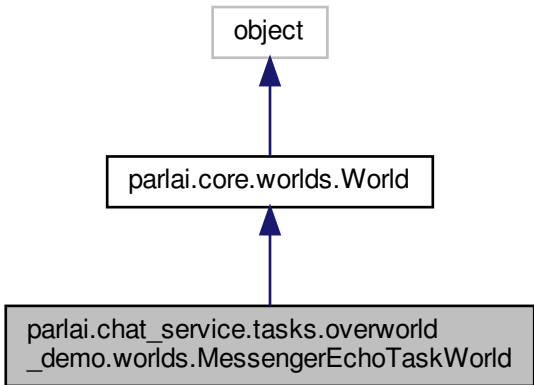 object
parlai.core.worlds.World
parlai.chat_service.tasks.overworld
_demo.worlds.MessengerEchoTaskWorld